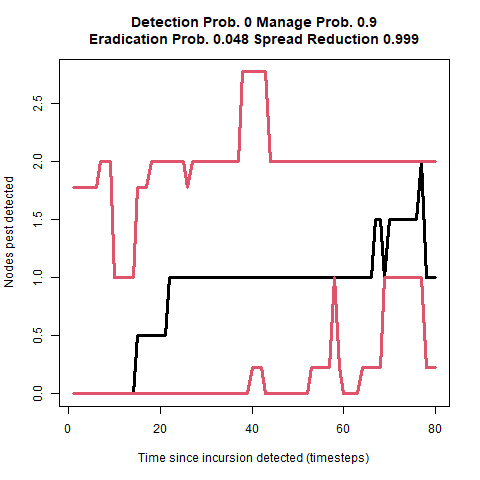 Detection Prob. 0 Manage Prob. 0.9
Eradication Prob. 0.048 Spread Reduction 0.999
Nodes pest detected
2.5
2.0
1.5
1.0
0.5
0.0
0 20 40 60 80
Time since incursion detected (timesteps)